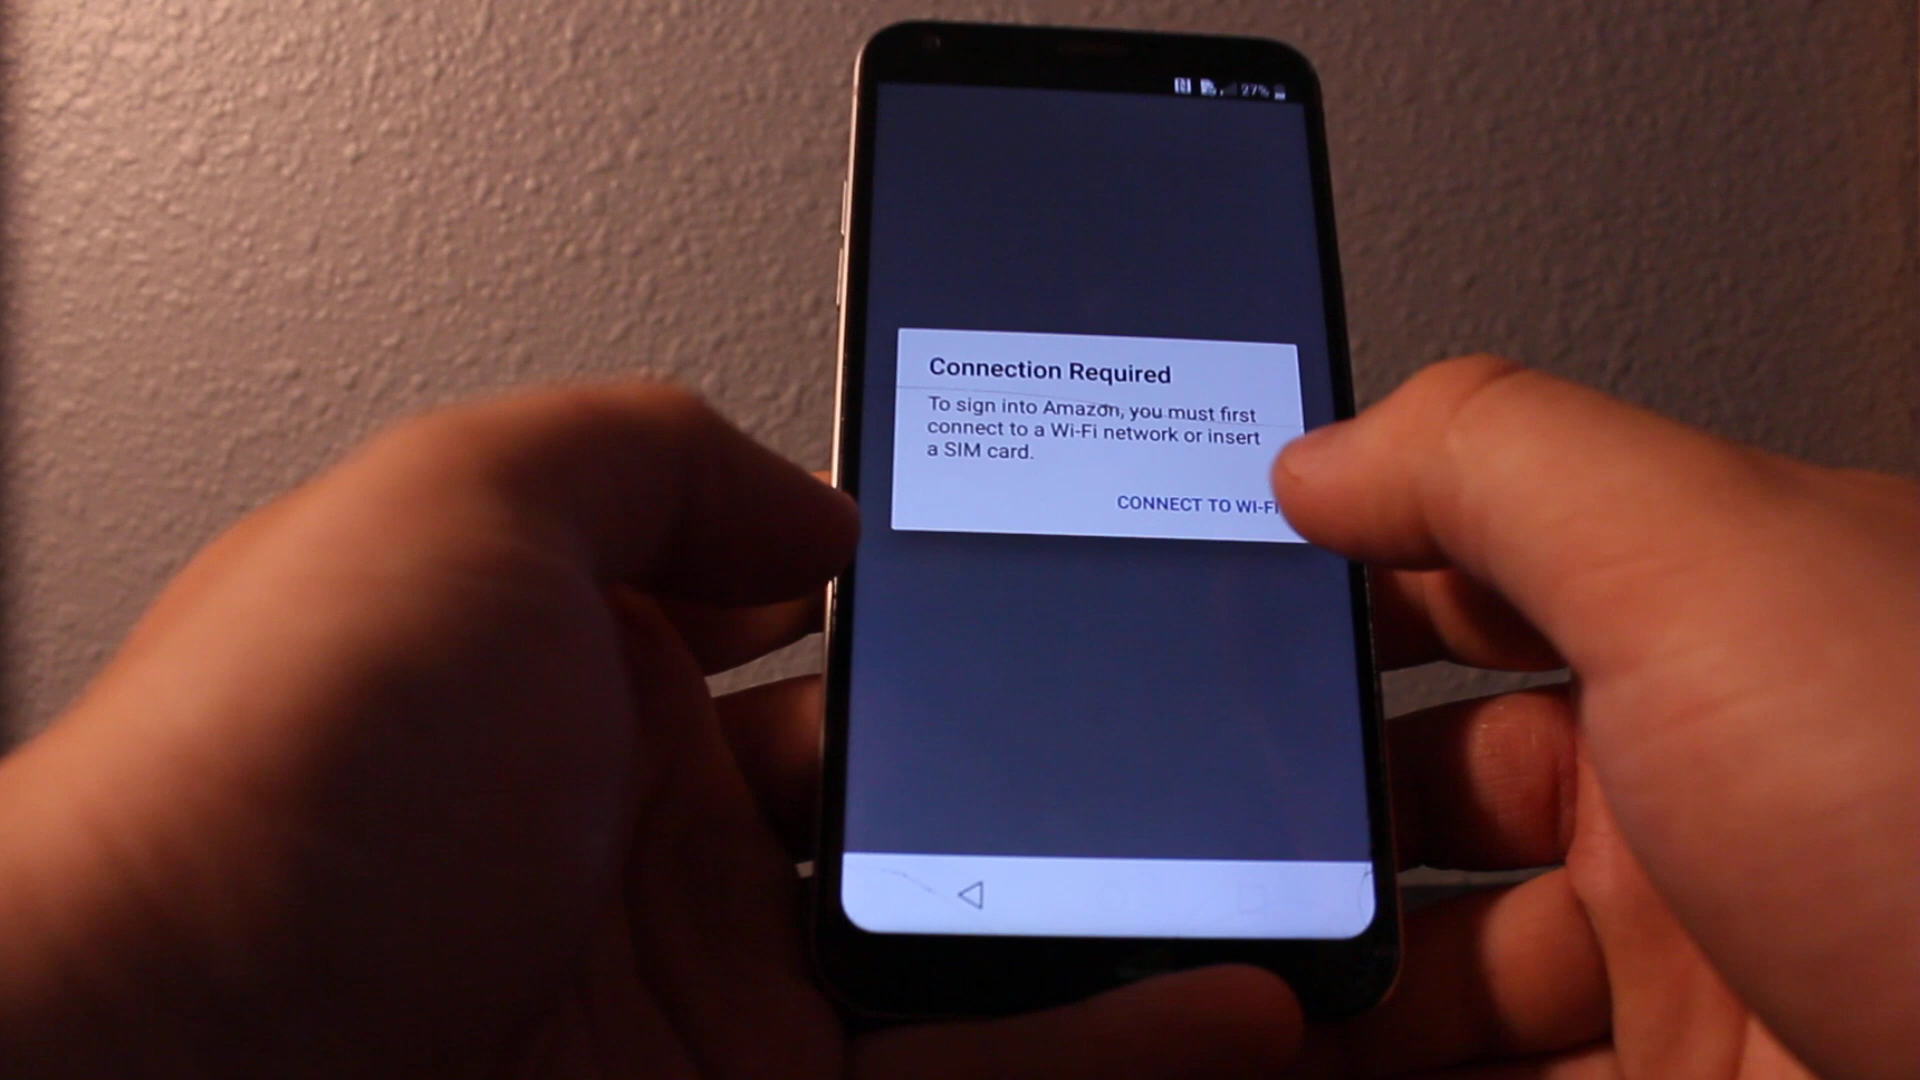 27%
Connection Required
To sign into Amazon, you must first
connect to a Wi-Fi network or insert
a SIM card.
CONNECT TO WI-FI